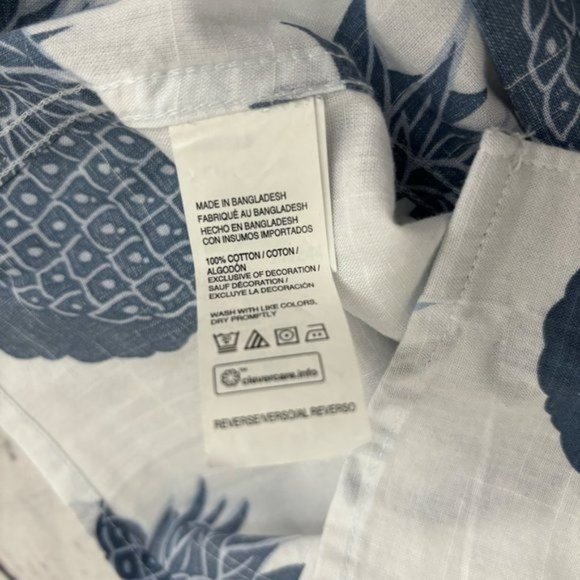 MADE IN BANGLADESH
FABRIQUÉ AU BANGLADESH
HECHO EN BANGLADESH
CON INSUMOS IMPORTADOS
100% COTTON / COTON /
ALGODÓN
EXCLUSIVE OF DECORATION /
SAUF DÉCORATION /
EXCLUYE LA DECORACIÓN
WASH WITH LIKE COLORS,
DRY PROMPTLY
clevercare.info
REVERSE/VERSO/AL REVERSO